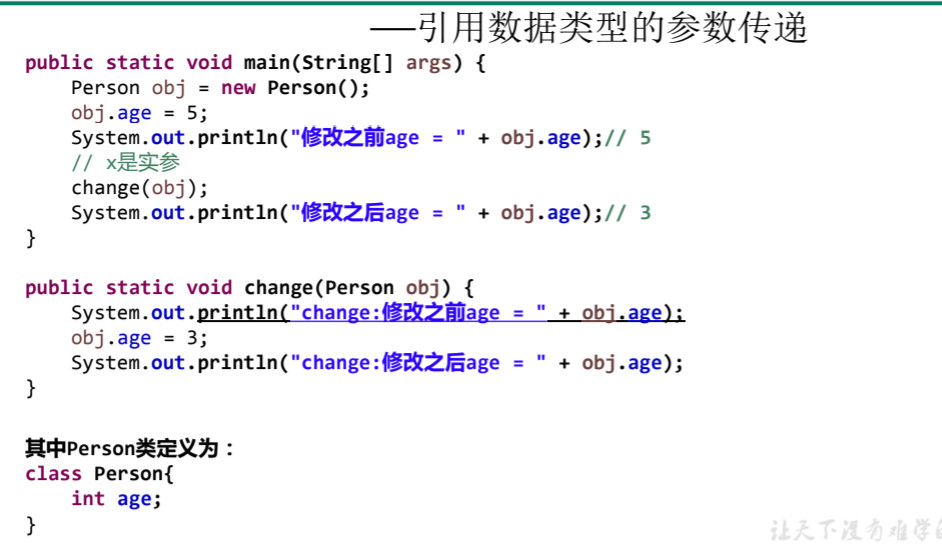 ——引用数据类型的参数传递
public static void main(String[] args) {
Person obj = new Person();
obj.age = 5;
System.out.println("修改之前age = " + obj.age);// 5
// x是实参
change(obj);
System.out.println("修改之后age = " + obj.age);// 3
}
public static void change(Person obj) {
System.out.println("change:修改之前age = " + obj.age);
obj.age = 3;
System.out.println("change:修改之后age = " + obj.age);
}
其中Person类定义为：
class Person{
int age;
}
让天下没有难学的